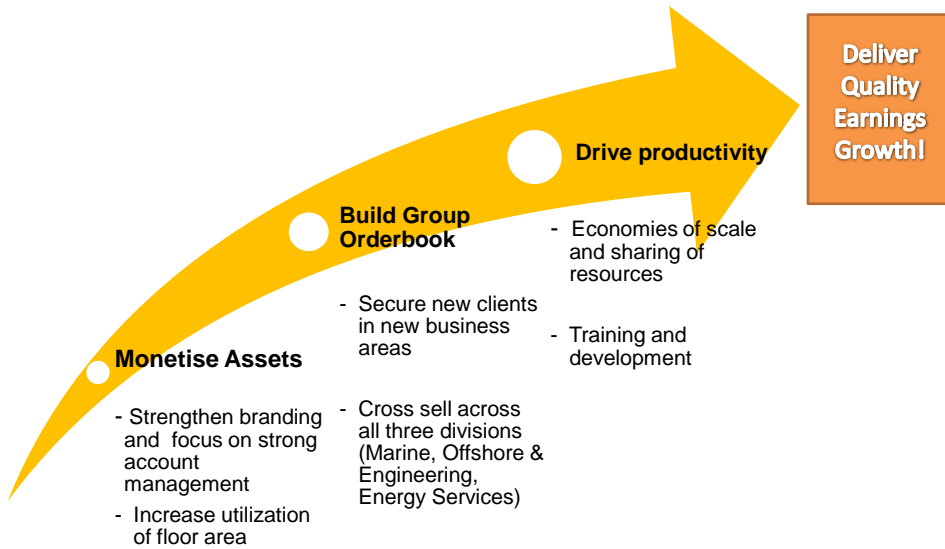 Deliver
Quality
Earnings
Growth!
Drive productivity
- Economies of scale
and sharing of
resources
- Training and
development
Build Group
Orderbook
- Secure new clients
in new business
areas
- Cross sell across
all three divisions
(Marine, Offshore &
Engineering,
Energy Services)
Monetise Assets
- Strengthen branding
and focus on strong
account
management
- Increase utilization
of floor area